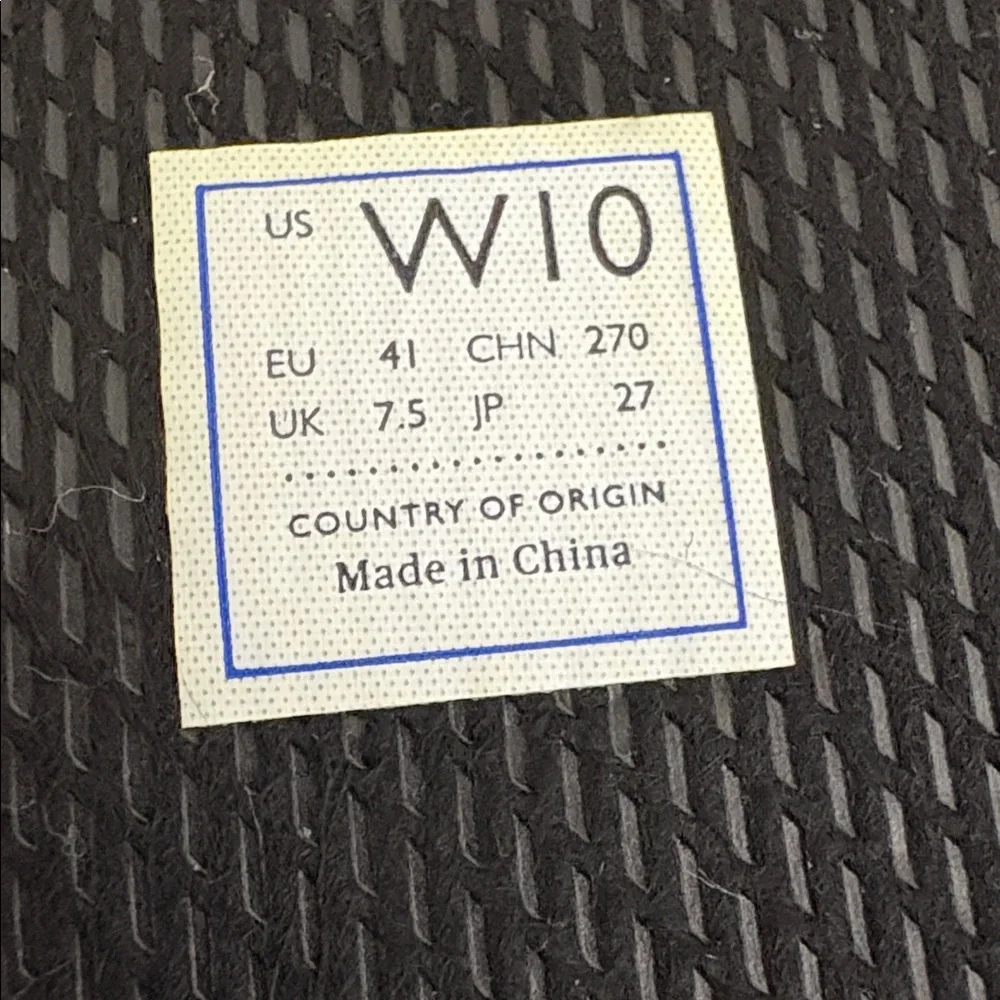 US W10
EU 41 CHN 270
UK 7.5 JP 27
COUNTRY OF ORIGIN
Made in China